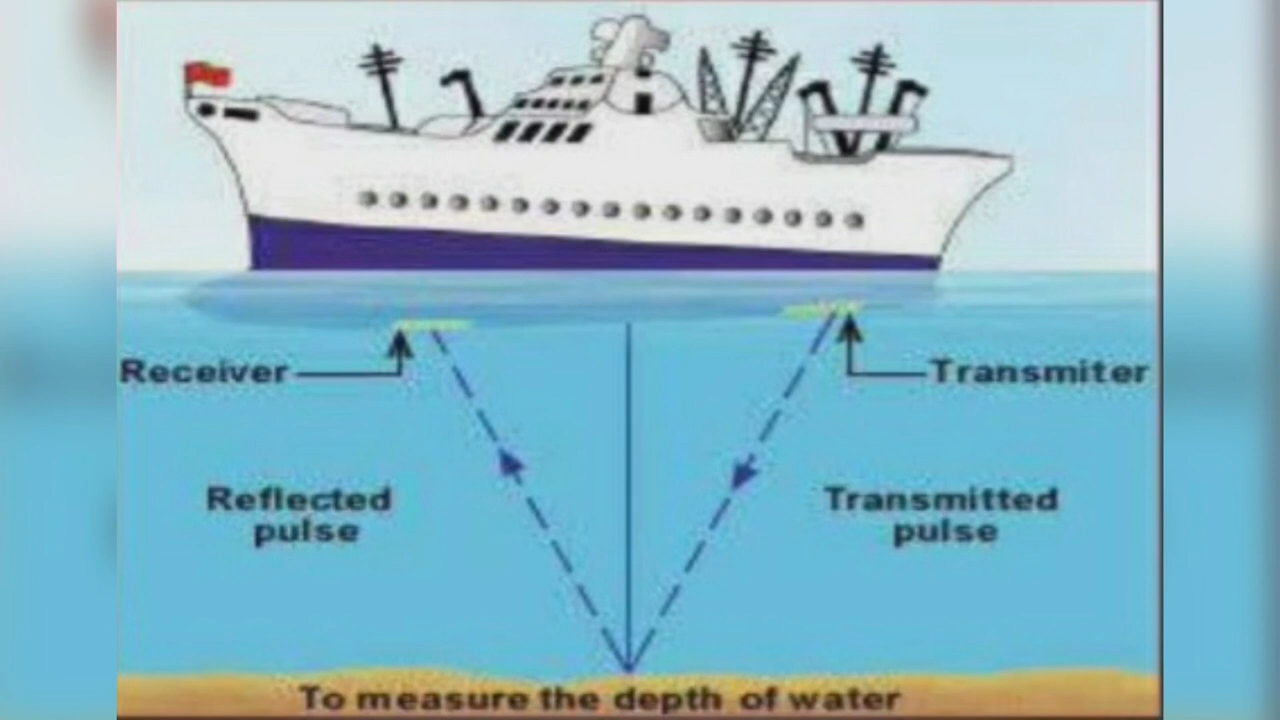 Receiver
Transmiter
Reflected
pulse
Transmitted
pulse
To measure the depth of water